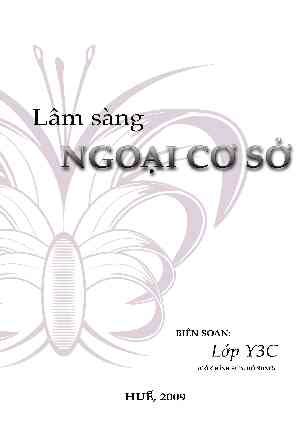 Lâm sàng
NGOẠI CƠ SỞ
BIÊN SOẠN:
Lớp Y3C
HUẾ, 2009